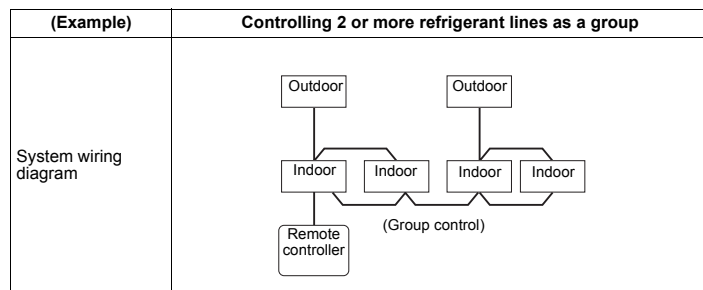 (Example)
Controlling 2 or more refrigerant lines as a group
System wiring
diagram
Outdoor
Outdoor
Indoor
Indoor
Indoor
Indoor
(Group control)
Remote
controller